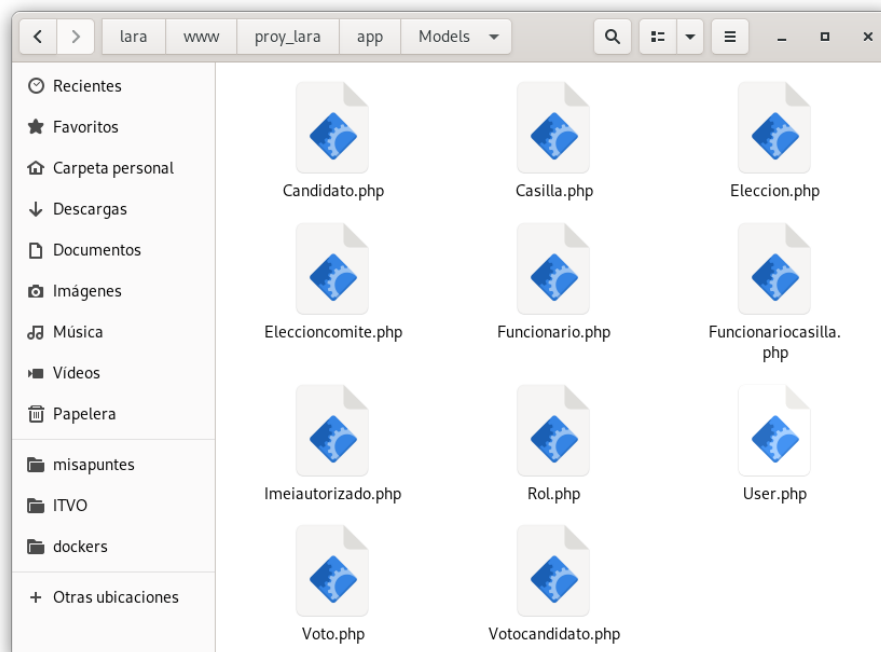 lara www proy_lara app Models
Recientes
Favoritos
Carpeta personal
Descargas
Documentos
Imágenes
Música
Vídeos
Papelera
misapuntes
ITVO
dockers
Otras ubicaciones
Candidato.php Casilla.php Eleccion.php
Eleccioncomite.php Funcionario.php Funcionariocasilla.
php
Imeiautorizado.php Rol.php User.php
Voto.php Votocandidato.php